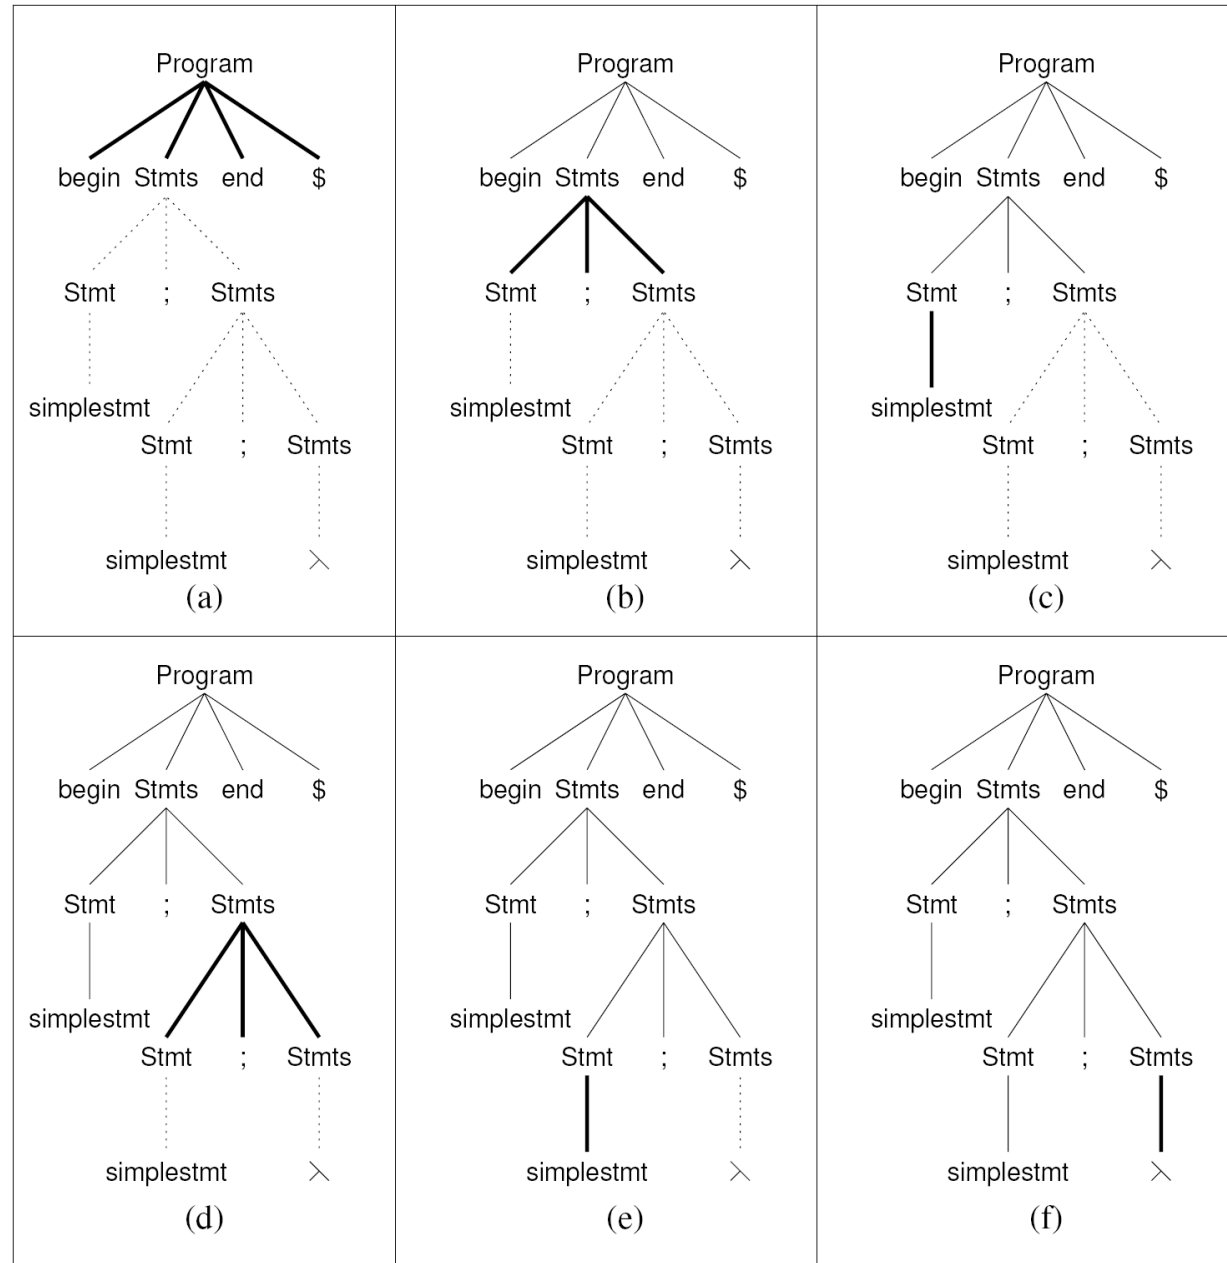 Program
begin Stmts end $
Stmt ; Stmts
simplestmt
Stmt ; Stmts
simplestmt λ
(a)
Program
begin Stmts end $
Stmt ; Stmts
simplestmt
Stmt ; Stmts
simplestmt λ
(b)
Program
begin Stmts end $
Stmt ; Stmts
simplestmt
Stmt ; Stmts
simplestmt λ
(c)
Program
begin Stmts end $
Stmt ; Stmts
simplestmt
Stmt ; Stmts
simplestmt λ
(d)
Program
begin Stmts end $
Stmt ; Stmts
simplestmt
Stmt ; Stmts
simplestmt λ
(e)
Program
begin Stmts end $
Stmt ; Stmts
simplestmt
Stmt ; Stmts
simplestmt λ
(f)